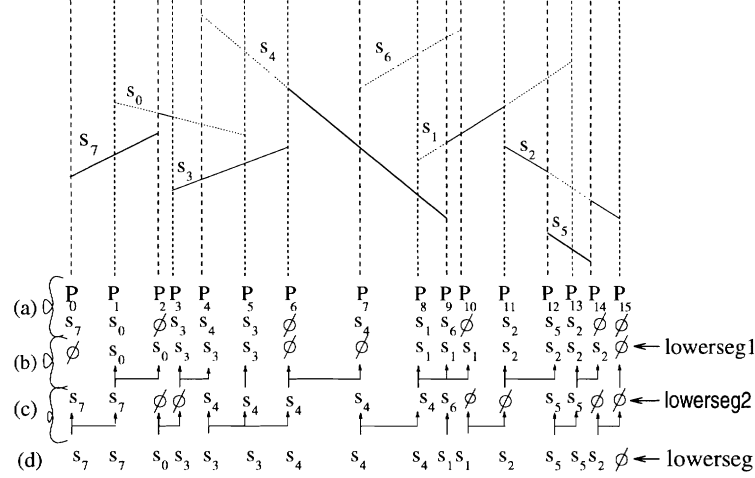 s₄ s₆
s₀
s₇ s₃ s₁ s₂
s₅
(a) P₀ P₁ P₂ P₃ P₄ P₅ P₆ P₇ P₈ P₉ P₁₀ P₁₁ P₁₂ P₁₃ P₁₄ P₁₅
s₇ s₀ ∅ s₃ s₄ s₃ ∅ s₄ s₁ s₆ ∅ s₂ s₅ s₂ ∅ ∅
(b) ∅ s₀ s₀ s₃ s₃ s₃ ∅ ∅ s₁ s₁ s₁ s₂ s₂ s₂ s₂ ∅ lowerseg1
(c) s₇ s₇ ∅ ∅ s₄ s₄ s₄ s₄ s₄ s₆ ∅ ∅ s₅ s₅ ∅ ∅ lowerseg2
(d) s₇ s₇ s₀ s₃ s₃ s₃ s₄ s₄ s₄ s₁ s₁ s₂ s₅ s₅ s₂ ∅ lowerseg